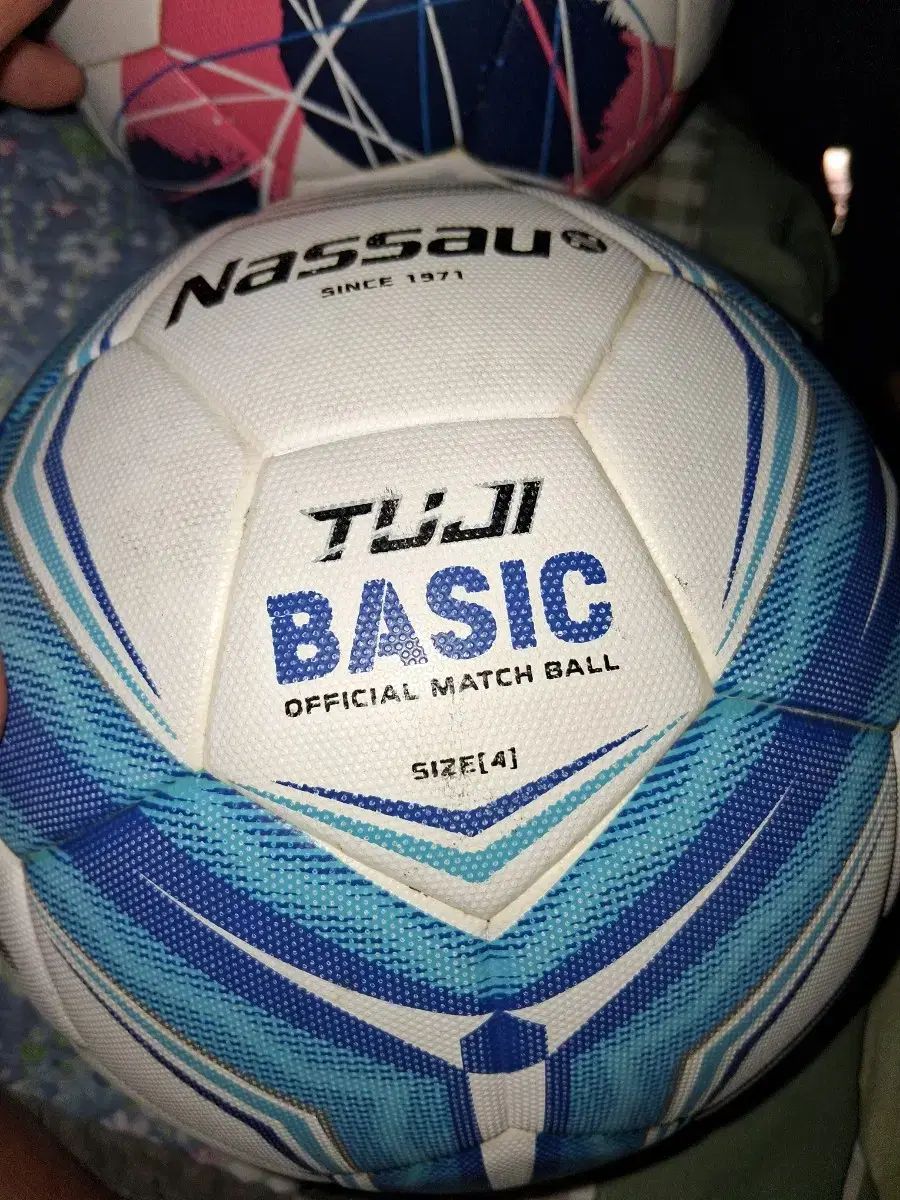 Nassau
SINCE 1971
TUJI
BASIC
OFFICIAL MATCH BALL
SIZE[4]